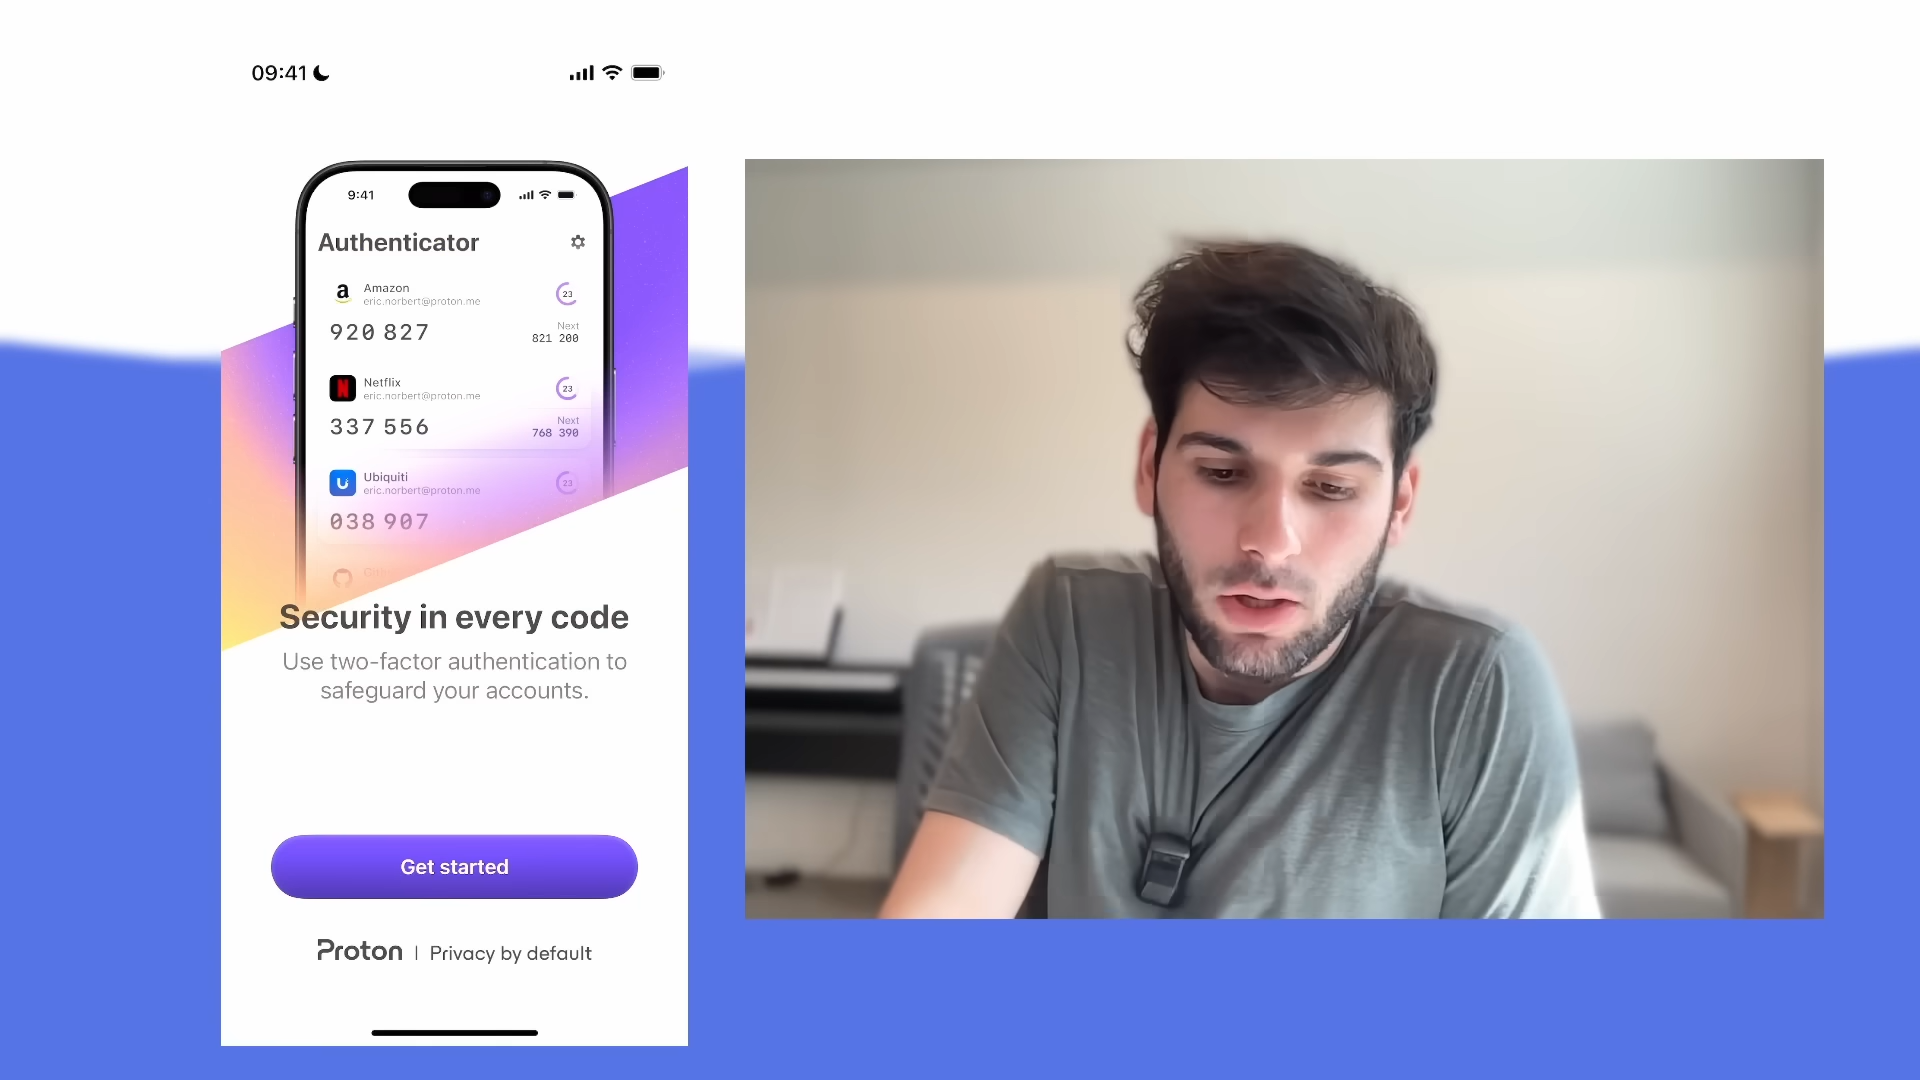 09:41
9:41
Authenticator
Amazon
eric.norbert@proton.me
23
920 827
Next
821 200
Netflix
eric.norbert@proton.me
23
337 556
Next
768 390
Ubiquiti
eric.norbert@proton.me
23
038 907
Security in every code
Use two-factor authentication to
safeguard your accounts.
Get started
Proton | Privacy by default